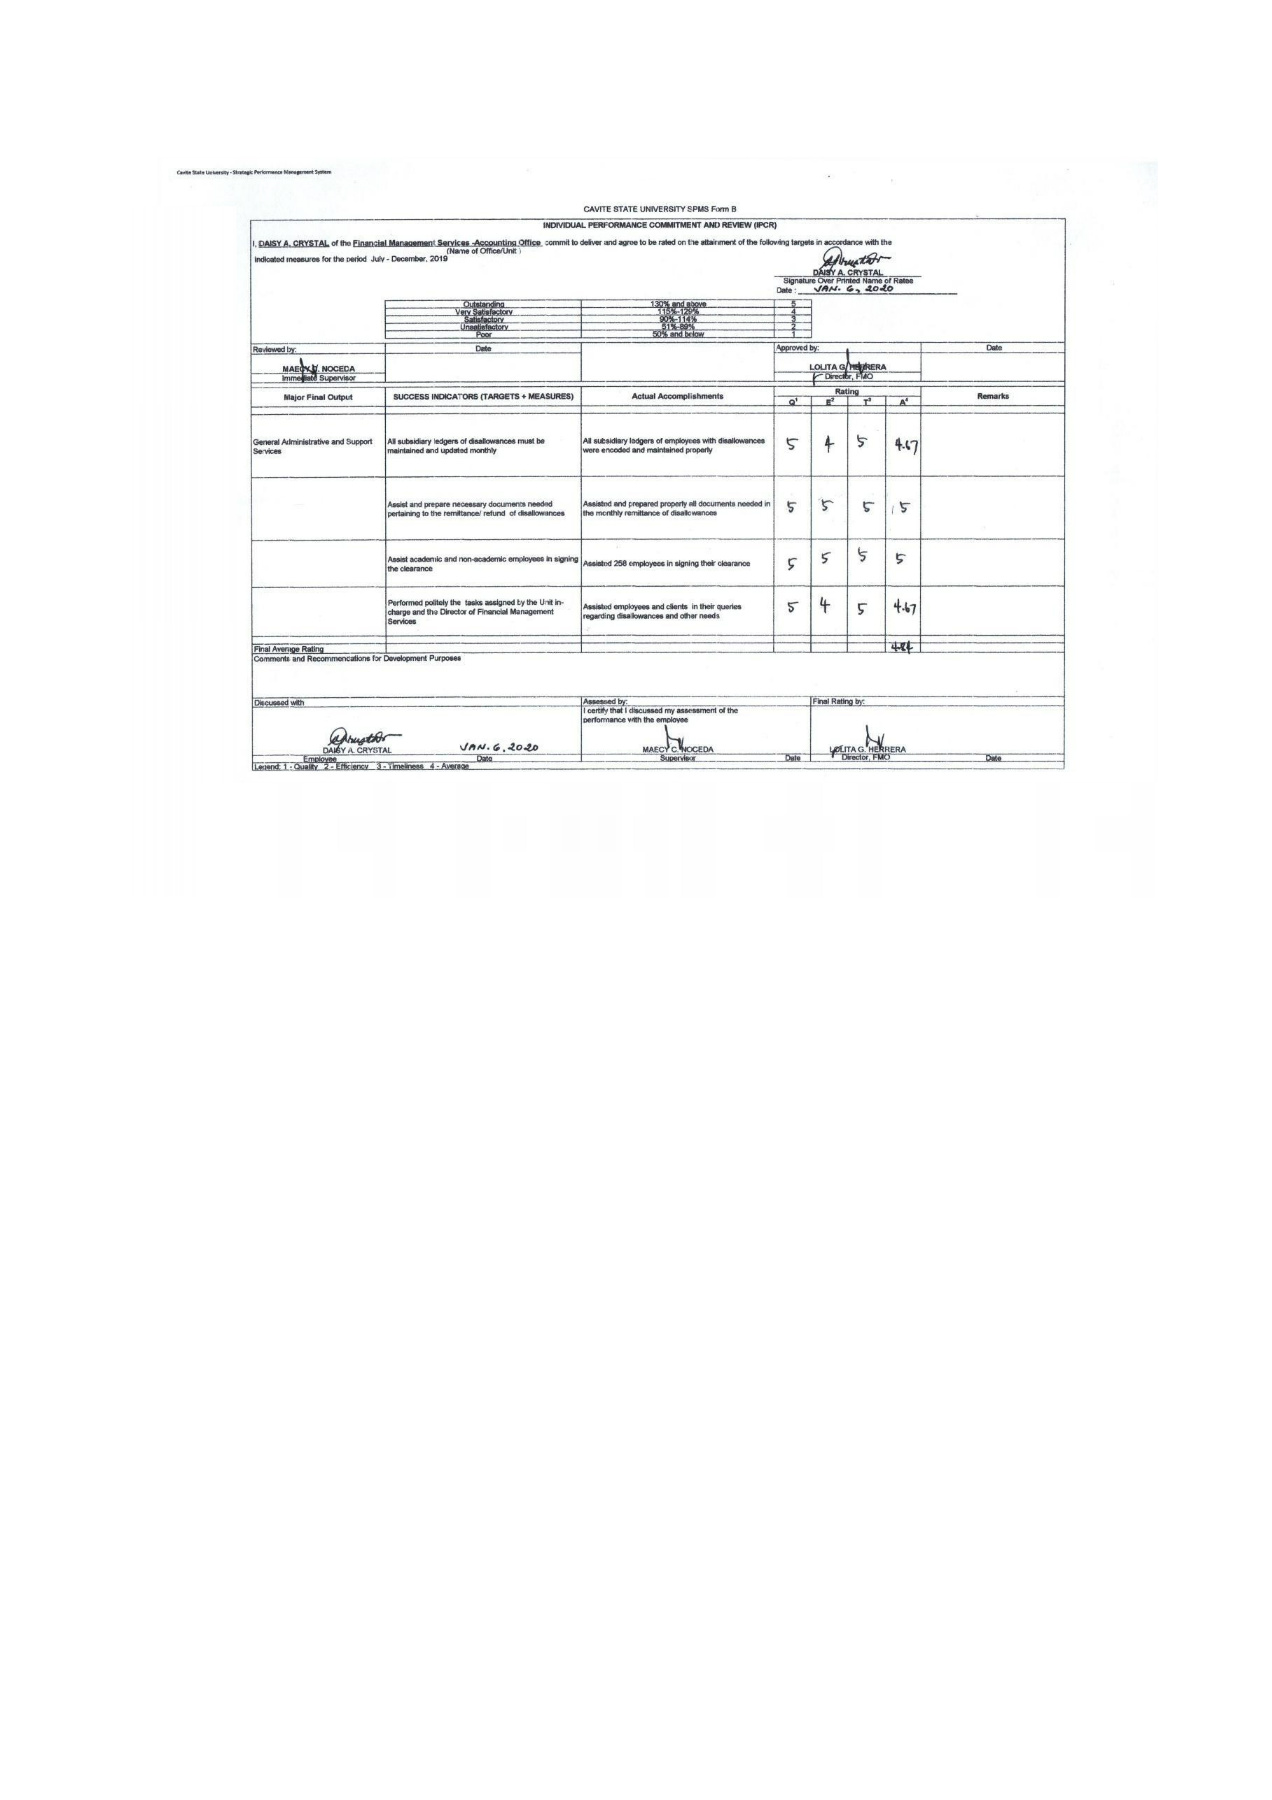 Cavite State University - Strategic Performance Management System
CAVITE STATE UNIVERSITY SPMS Form B
INDIVIDUAL PERFORMANCE COMMITMENT AND REVIEW (IPCR)
I, DAISY A. CRYSTAL of the Financial Management Services -Accounting Office commit to deliver and agree to be rated on the attainment of the following targets in accordance with the
(Name of Office/Unit )
indicated measures for the period July - December, 2019
DAISY A. CRYSTAL
Signature Over Printed Name of Ratee
Date : JAN. 6, 2020
Outstanding 130% and above 5
Very Satisfactory 115%-129% 4
Satisfactory 90%-114% 3
Unsatisfactory 51%-89% 2
Poor 50% and below 1
Reviewed by: Date Approved by: Date
NOCEDA LOLITA G. HERRERA
Immediate Supervisor Director, FMO
Major Final Output SUCCESS INDICATORS (TARGETS + MEASURES) Actual Accomplishments Rating Remarks
Q¹ E² T³ A⁴
General Administrative and Support All subsidiary ledgers of disallowances must be All subsidiary ledgers of employees with disallowances 5 4 5 4.67
Services maintained and updated monthly were encoded and maintained properly
Assist and prepare necessary documents needed Assisted and prepared properly all documents needed in 5 5 5 5
pertaining to the remittance/ refund of disallowances the monthly remittance of disallowances
Assist academic and non-academic employees in signing Assisted 258 employees in signing their clearance 5 5 5 5
the clearance
Performed politely the tasks assigned by the Unit in- Assisted employees and clients in their queries 5 4 5 4.67
charge and the Director of Financial Management regarding disallowances and other needs
Services
Final Average Rating
Comments and Recommendations for Development Purposes
Discussed with Assessed by: Final Rating by:
I certify that I discussed my assessment of the
performance with the employee
DAISY A. CRYSTAL JAN. 6, 2020 MAECY C. NOCEDA LOLITA G. HERRERA
Employee Date Supervisor Date Director, FMO Date
Legend: 1 - Quality 2 - Efficiency 3 - Timeliness 4 - Average